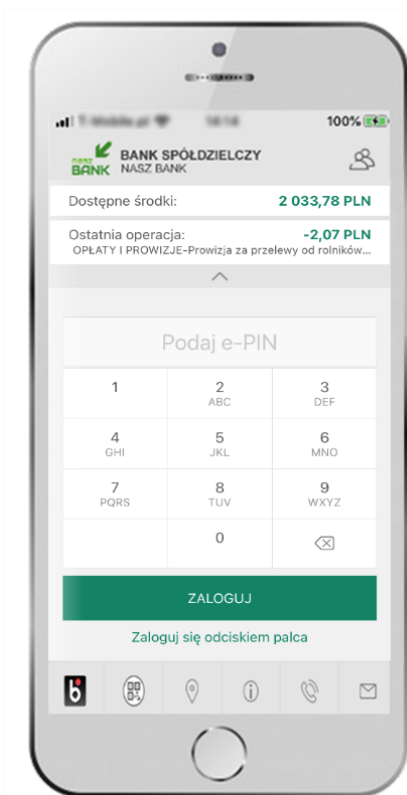 100%
NASZ
BANK
BANK SPÓŁDZIELCZY
NASZ BANK
Dostępne środki: 2 033,78 PLN
Ostatnia operacja: -2,07 PLN
OPŁATY I PROWIZJE-Prowizja za przelewy od rolników...
Podaj e-PIN
1 2 3
ABC DEF
4 5 6
GHI JKL MNO
7 8 9
PQRS TUV WXYZ
0
ZALOGUJ
Zaloguj się odciskiem palca
b